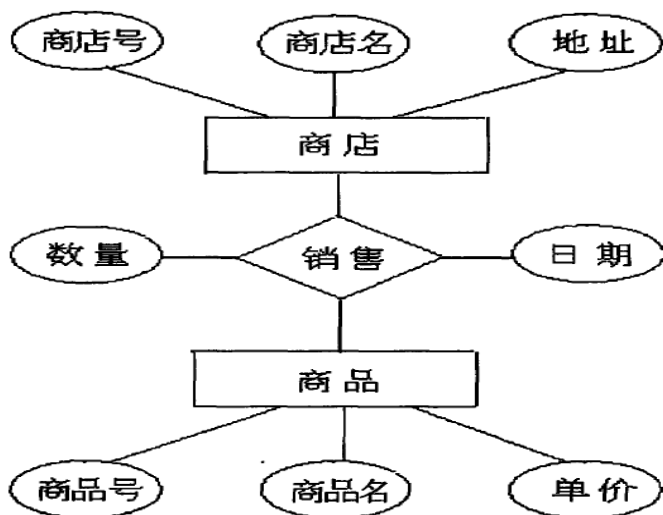 商店号 商店名 地址
商店
数量 销售 日期
商品
商品号 商品名 单价